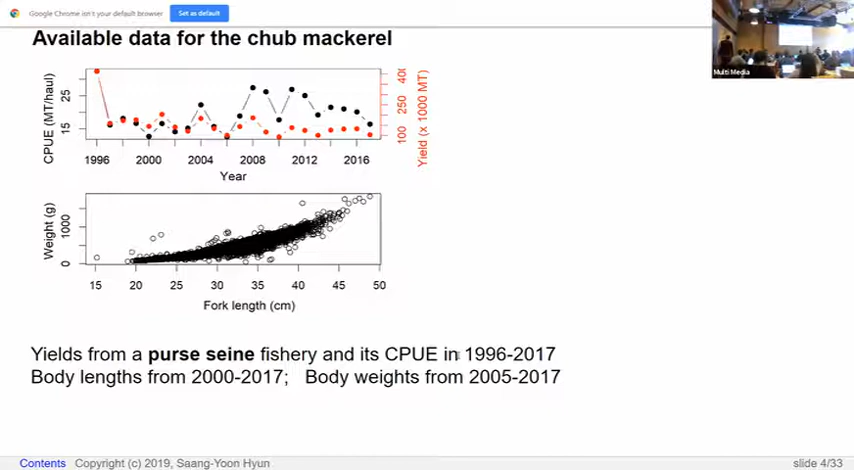 Google Chrome isn't your default browser Set as default
Multi Media
Available data for the chub mackerel
CPUE (MT/haul)
25
15
400
250
100
Yield (x 1000 MT)
1996 2000 2004 2008 2012 2016
Year
Weight (g)
1000
0
15 20 25 30 35 40 45 50
Fork length (cm)
Yields from a purse seine fishery and its CPUE in 1996-2017
Body lengths from 2000-2017; Body weights from 2005-2017
Contents Copyright (c) 2019, Saang-Yoon Hyun slide 4/33